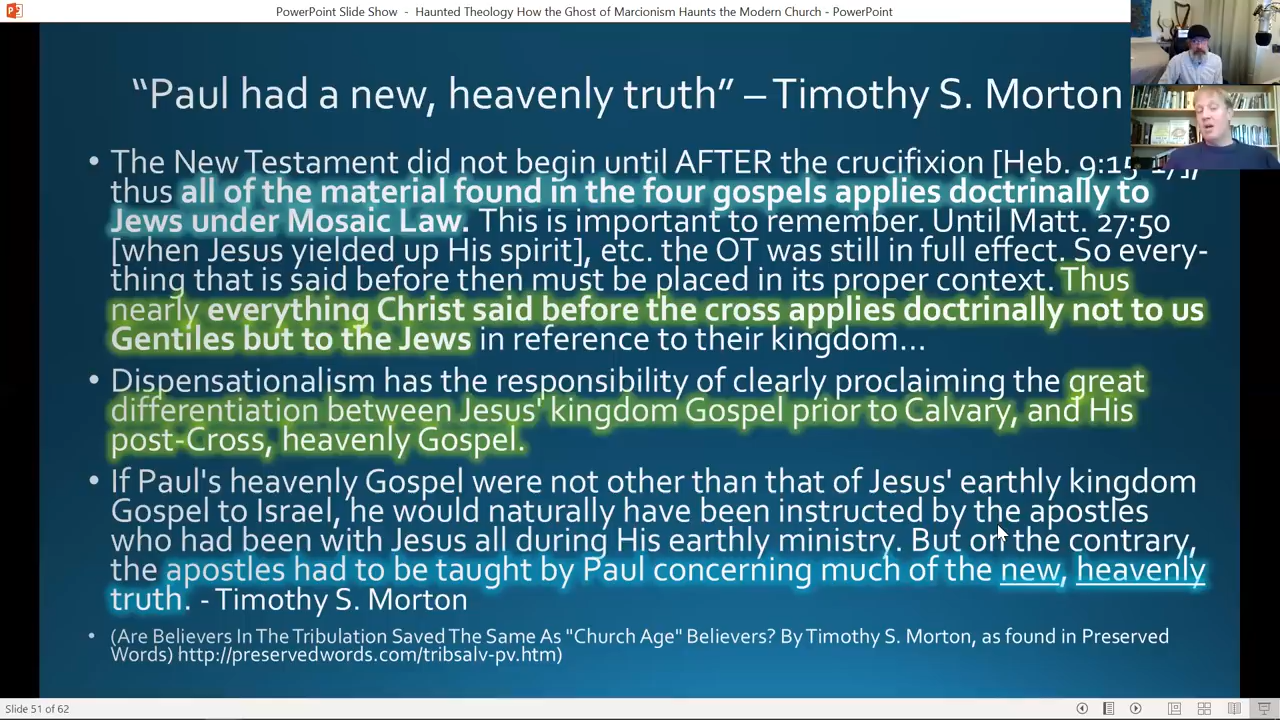 PowerPoint Slide Show - Haunted Theology How the Ghost of Marcionism Haunts the Modern Church - PowerPoint
“Paul had a new, heavenly truth” – Timothy S. Morton
• The New Testament did not begin until AFTER the crucifixion [Heb. 9:15-17],
thus all of the material found in the four gospels applies doctrinally to
Jews under Mosaic Law. This is important to remember. Until Matt. 27:50
[when Jesus yielded up His spirit], etc. the OT was still in full effect. So every-
thing that is said before then must be placed in its proper context. Thus
nearly everything Christ said before the cross applies doctrinally not to us
Gentiles but to the Jews in reference to their kingdom…
• Dispensationalism has the responsibility of clearly proclaiming the great
differentiation between Jesus' kingdom Gospel prior to Calvary, and His
post-Cross, heavenly Gospel.
• If Paul's heavenly Gospel were not other than that of Jesus' earthly kingdom
Gospel to Israel, he would naturally have been instructed by the apostles
who had been with Jesus all during His earthly ministry. But on the contrary,
the apostles had to be taught by Paul concerning much of the new, heavenly
truth. - Timothy S. Morton
• (Are Believers In The Tribulation Saved The Same As "Church Age" Believers? By Timothy S. Morton, as found in Preserved
Words) http://preservedwords.com/tribsalv-pv.htm)
Slide 51 of 62